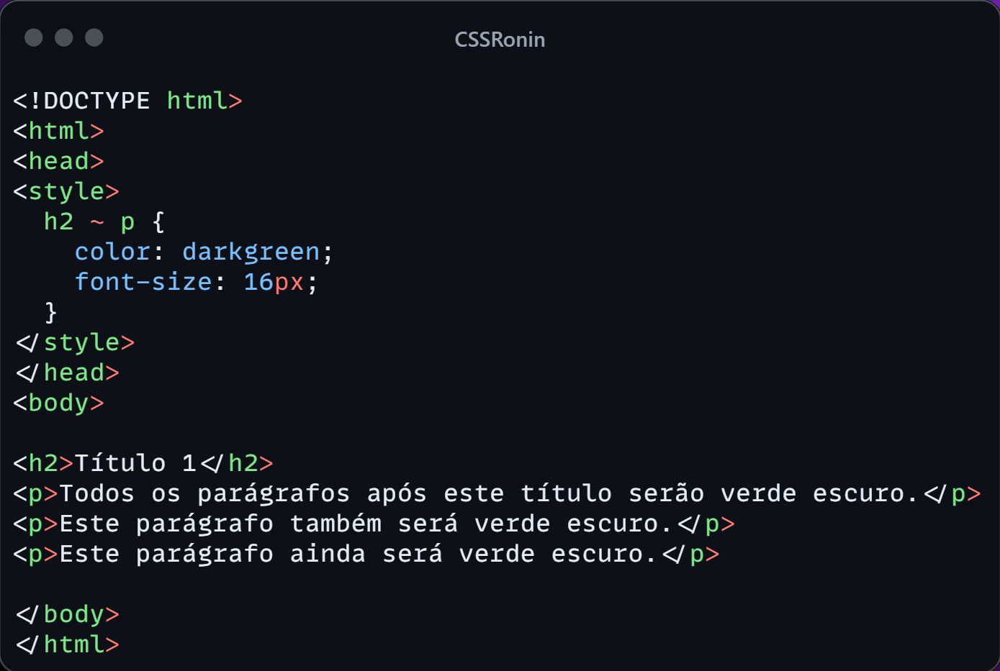 CSSRonin
<!DOCTYPE html>
<html>
<head>
<style>
  h2 ~ p {
    color: darkgreen;
    font-size: 16px;
  }
</style>
</head>
<body>

<h2>Título 1</h2>
<p>Todos os parágrafos após este título serão verde escuro.</p>
<p>Este parágrafo também será verde escuro.</p>
<p>Este parágrafo ainda será verde escuro.</p>

</body>
</html>